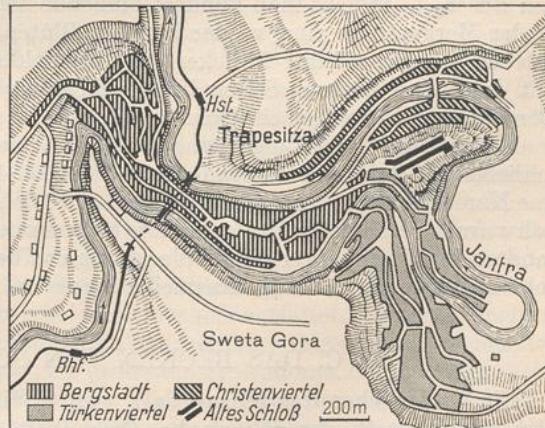 Hst.
Trapesitza
Jantra
Sweta Gora
Bhf.
Bergstadt Christenviertel
Türkenviertel Altes Schloß 200m